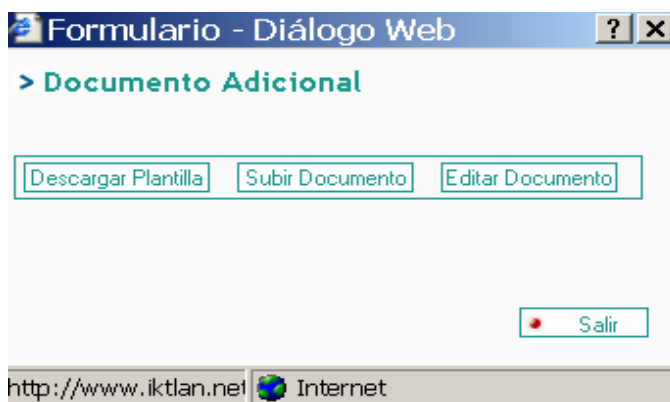 Formulario - Diálogo Web ? ×
> Documento Adicional
Descargar Plantilla Subir Documento Editar Documento
Salir
http://www.iktlan.net Internet